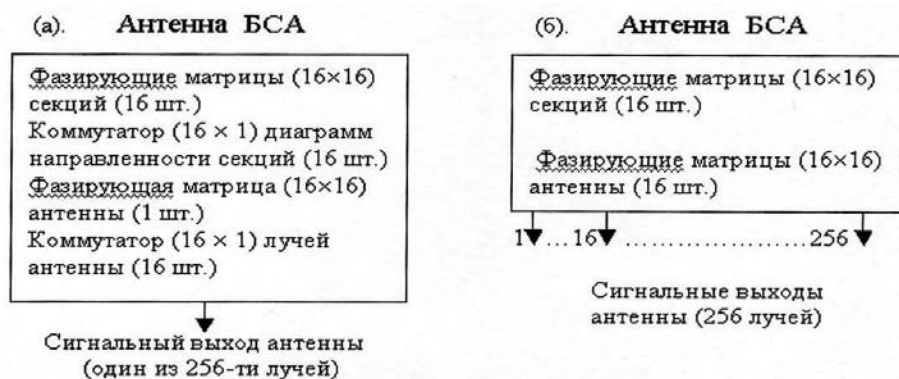 (а). Антенна БСА
Фазирующие матрицы (16×16)
секций (16 шт.)
Коммутатор (16 × 1) диаграмм
направленности секций (16 шт.)
Фазирующая матрица (16×16)
антенны (1 шт.)
Коммутатор (16 × 1) лучей
антенны (16 шт.)
Сигнальный выход антенны
(один из 256-ти лучей)
(б). Антенна БСА
Фазирующие матрицы (16×16)
секций (16 шт.)
Фазирующие матрицы (16×16)
антенны (16 шт.)
1 ... 16 ........................ 256
Сигнальные выходы
антенны (256 лучей)